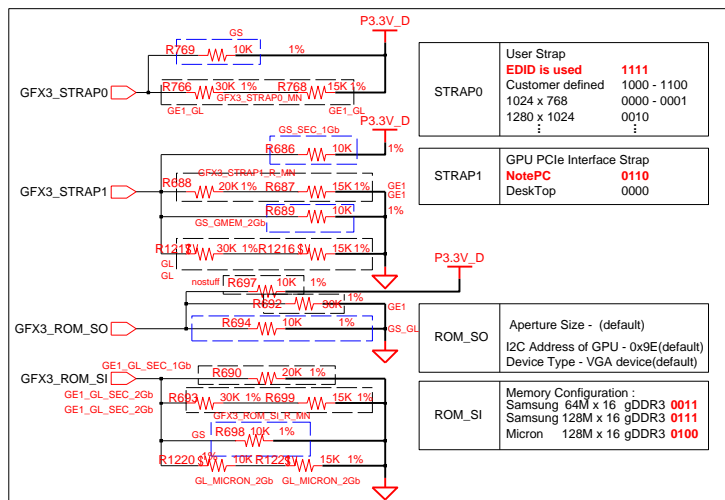 P3.3V_D
GS
R769 10K 1%
GFX3_STRAP0
R766 30K 1% R768 15K 1%
GFX3_STRAP0_MN
GE1_GL GE1_GL
P3.3V_D
GS_SEC_1Gb
R686 10K 1%
GFX3_STRAP1_R_MN
GFX3_STRAP1
R688 20K 1% R687 15K 1% GE1
GE1
R689 10K 1%
GS_GMEM_2Gb
R1217 30K 1% R1216 15K 1%
GL
GL
P3.3V_D
nostuff R697 10K 1%
R692 30K 1% GE1
GFX3_ROM_SO
R694 10K 1% GS_GL
GFX3_ROM_SI
GE1_GL_SEC_1Gb R690 20K 1%
GE1_GL_SEC_2Gb
GE1_GL_SEC_2Gb
R693 30K 1% R699 15K 1%
GFX3_ROM_SI_R_MN
GS R698 10K 1%
R1220 10K 1% R1221 15K 1%
GL_MICRON_2Gb GL_MICRON_2Gb
STRAP0
User Strap
EDID is used 1111
Customer defined 1000 - 1100
1024 x 768 0000 - 0001
1280 x 1024 0010
STRAP1
GPU PCIe Interface Strap
NotePC 0110
DeskTop 0000
ROM_SO
Aperture Size - (default)
I2C Address of GPU - 0x9E(default)
Device Type - VGA device(default)
ROM_SI
Memory Configuration :
Samsung 64M x 16 gDDR3 0011
Samsung 128M x 16 gDDR3 0111
Micron 128M x 16 gDDR3 0100